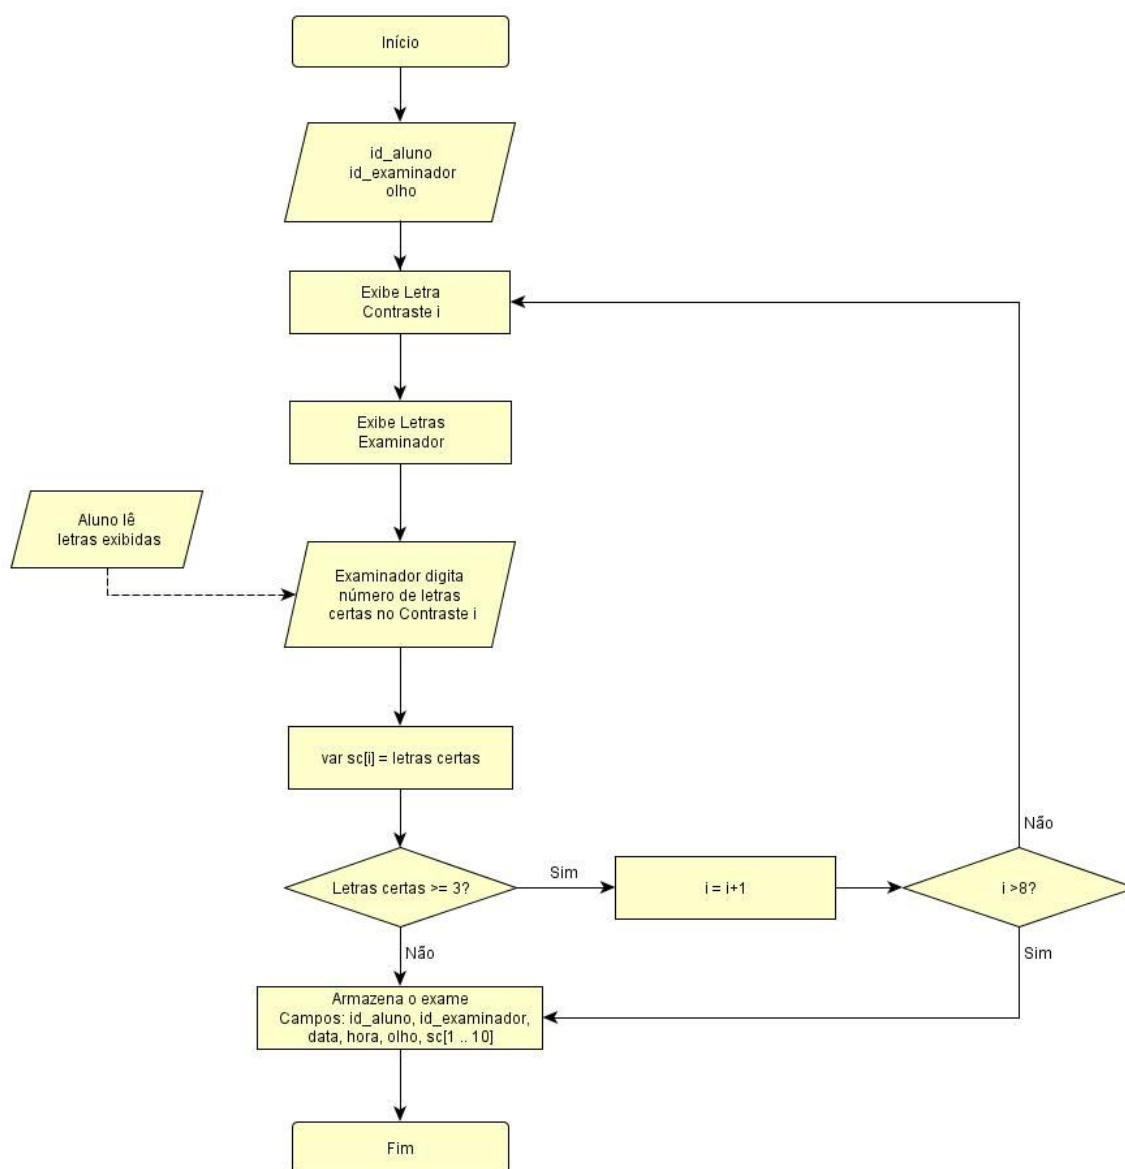 Início
id_aluno
id_examinador
olho
Exibe Letra
Contraste i
Exibe Letras
Examinador
Aluno lê
letras exibidas
Examinador digita
número de letras
certas no Contraste i
var sc[i] = letras certas
Letras certas >= 3?
Sim
i = i+1
i >8?
Não
Sim
Não
Armazena o exame
Campos: id_aluno, id_examinador,
data, hora, olho, sc[1 .. 10]
Fim